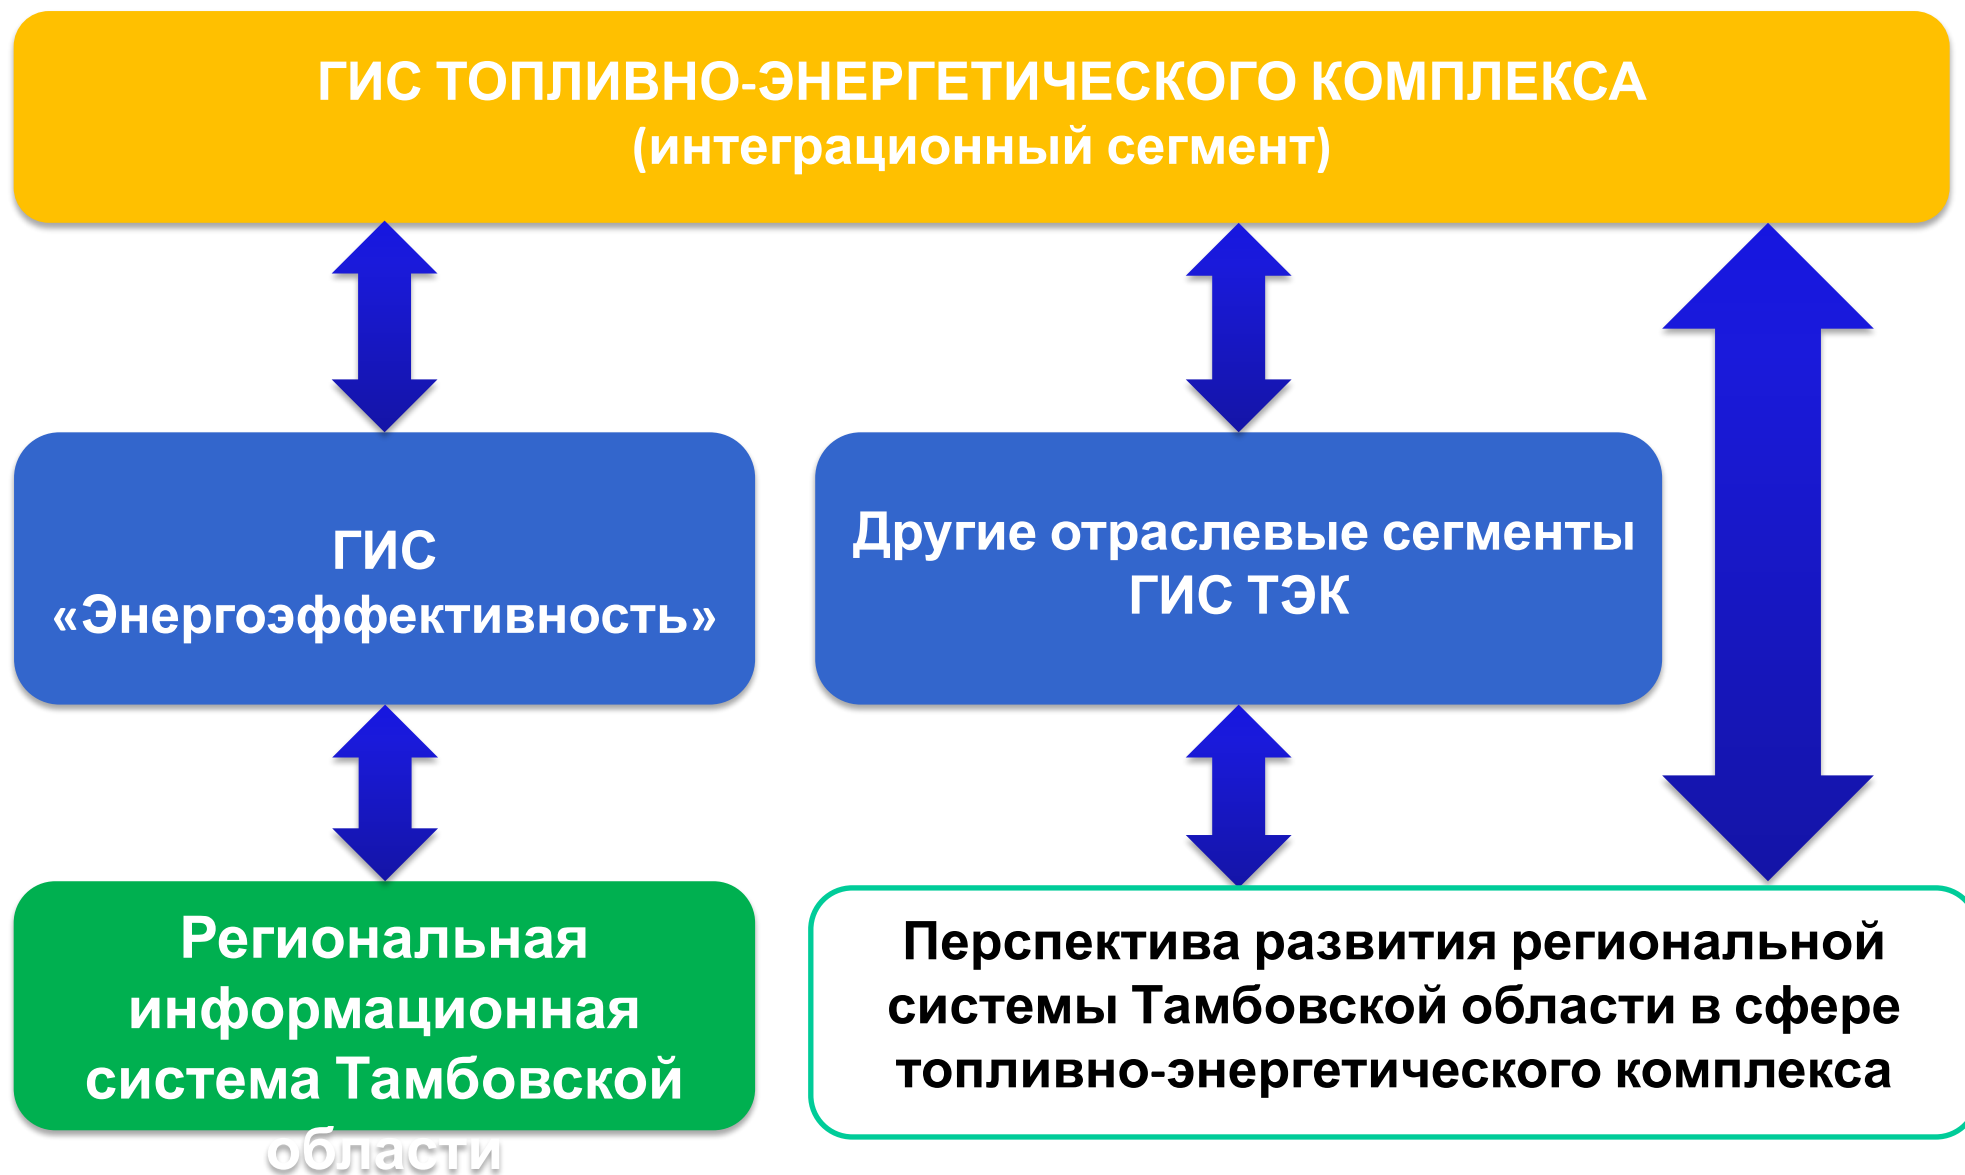 ГИС ТОПЛИВНО-ЭНЕРГЕТИЧЕСКОГО КОМПЛЕКСА
(интеграционный сегмент)
ГИС
«Энергоэффективность»
Другие отраслевые сегменты
ГИС ТЭК
Региональная
информационная
система Тамбовской
области
Перспектива развития региональной
системы Тамбовской области в сфере
топливно-энергетического комплекса